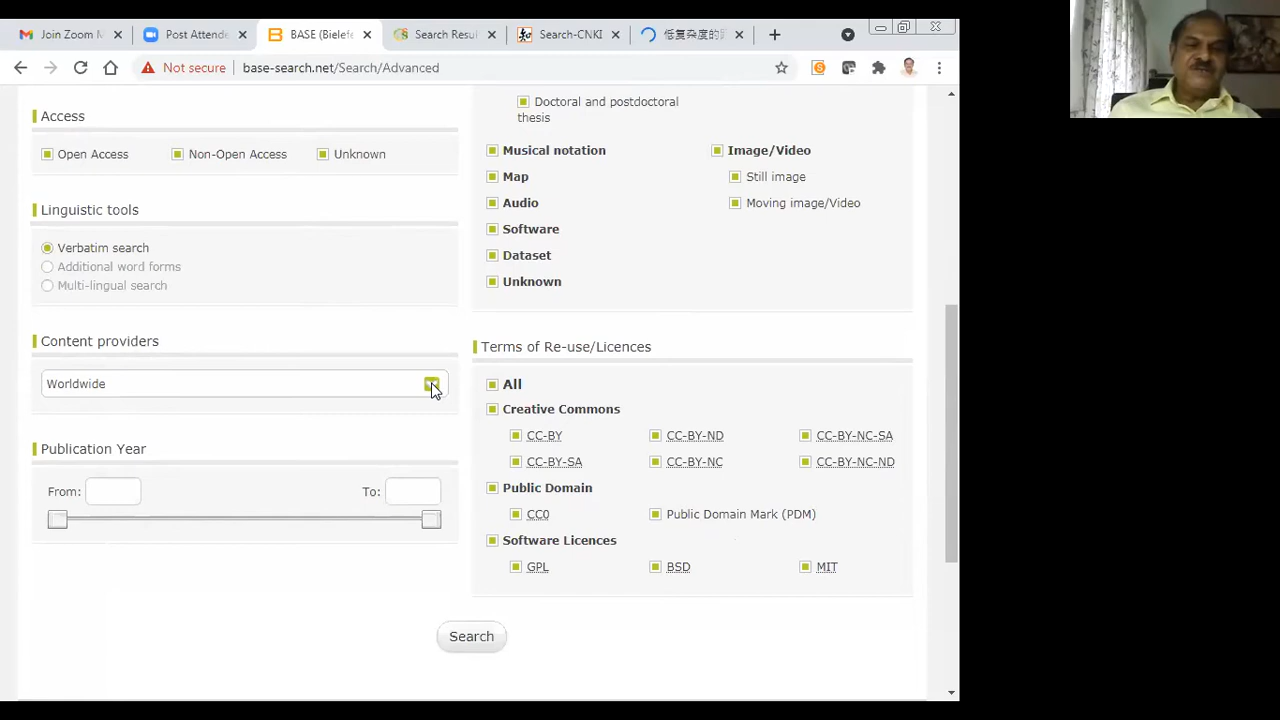 Join Zoom M
Post Attende
BASE (Bielefe
Search Resul
Search-CNKI
低复杂度的
Not secure
base-search.net/Search/Advanced
Access
Open Access
Non-Open Access
Unknown
Linguistic tools
Verbatim search
Additional word forms
Multi-lingual search
Content providers
Worldwide
Publication Year
From:
To:
Doctoral and postdoctoral
thesis
Musical notation
Map
Audio
Software
Dataset
Unknown
Image/Video
Still image
Moving image/Video
Terms of Re-use/Licences
All
Creative Commons
CC-BY
CC-BY-ND
CC-BY-NC-SA
CC-BY-SA
CC-BY-NC
CC-BY-NC-ND
Public Domain
CC0
Public Domain Mark (PDM)
Software Licences
GPL
BSD
MIT
Search